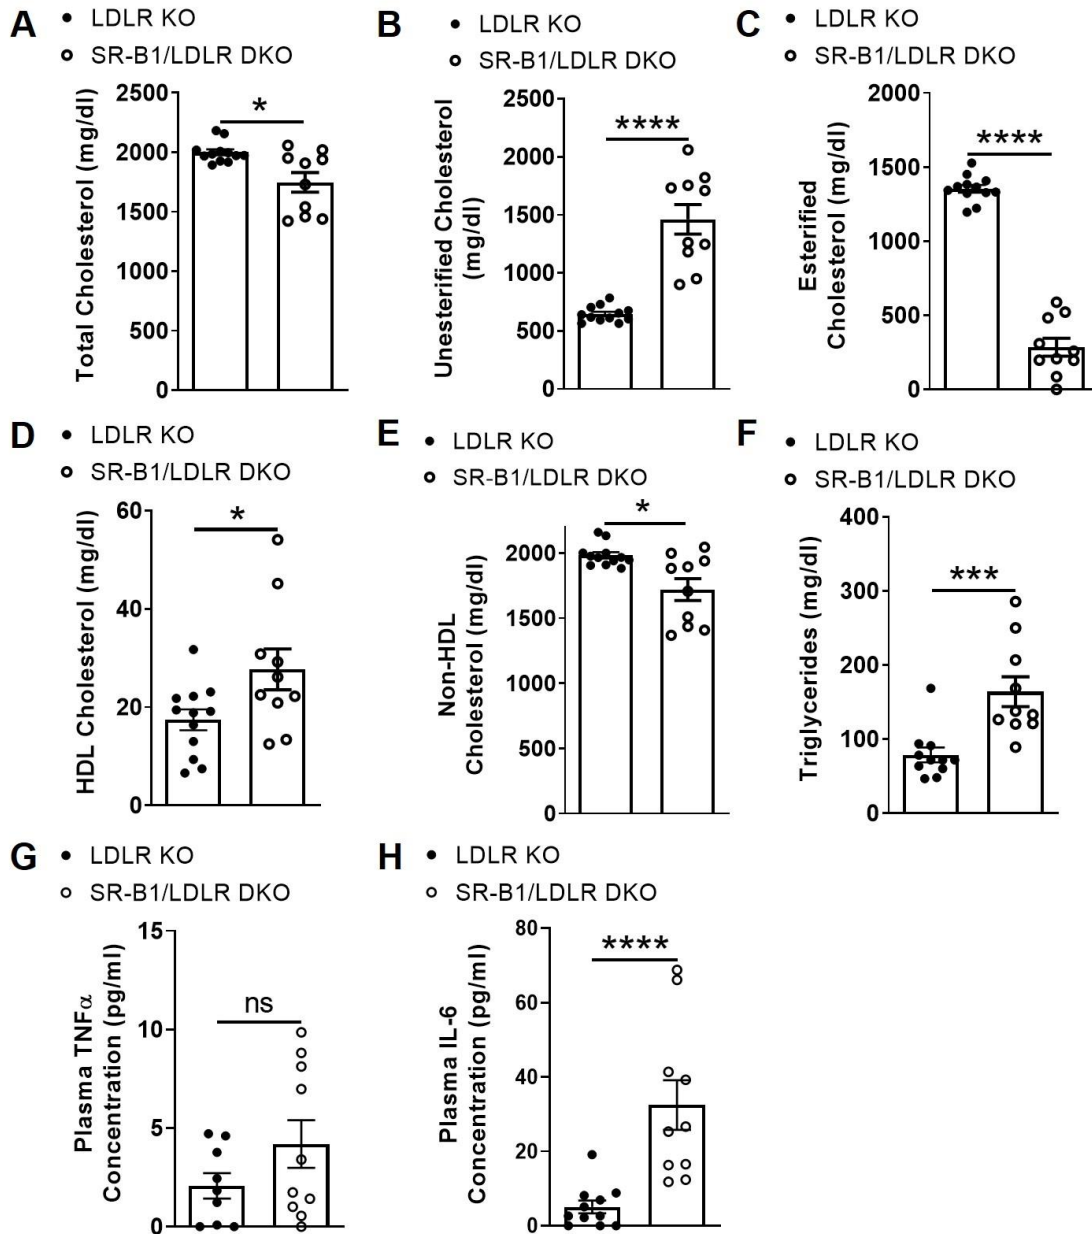 A
LDLR KO
SR-B1/LDLR DKO
Total Cholesterol (mg/dl)
2500
2000
1500
1000
500
0
*
B
LDLR KO
SR-B1/LDLR DKO
Unesterified Cholesterol
(mg/dl)
2500
2000
1500
1000
500
0
****
C
LDLR KO
SR-B1/LDLR DKO
Esterified
Cholesterol (mg/dl)
2000
1500
1000
500
0
****
D
LDLR KO
SR-B1/LDLR DKO
HDL Cholesterol (mg/dl)
60
40
20
0
*
E
LDLR KO
SR-B1/LDLR DKO
Non-HDL
Cholesterol (mg/dl)
2000
1500
1000
500
0
*
F
LDLR KO
SR-B1/LDLR DKO
Triglycerides (mg/dl)
400
300
200
100
0
***
G
LDLR KO
SR-B1/LDLR DKO
Plasma TNFα
Concentration (pg/ml)
15
10
5
0
ns
H
LDLR KO
SR-B1/LDLR DKO
Plasma IL-6
Concentration (pg/ml)
80
60
40
20
0
****